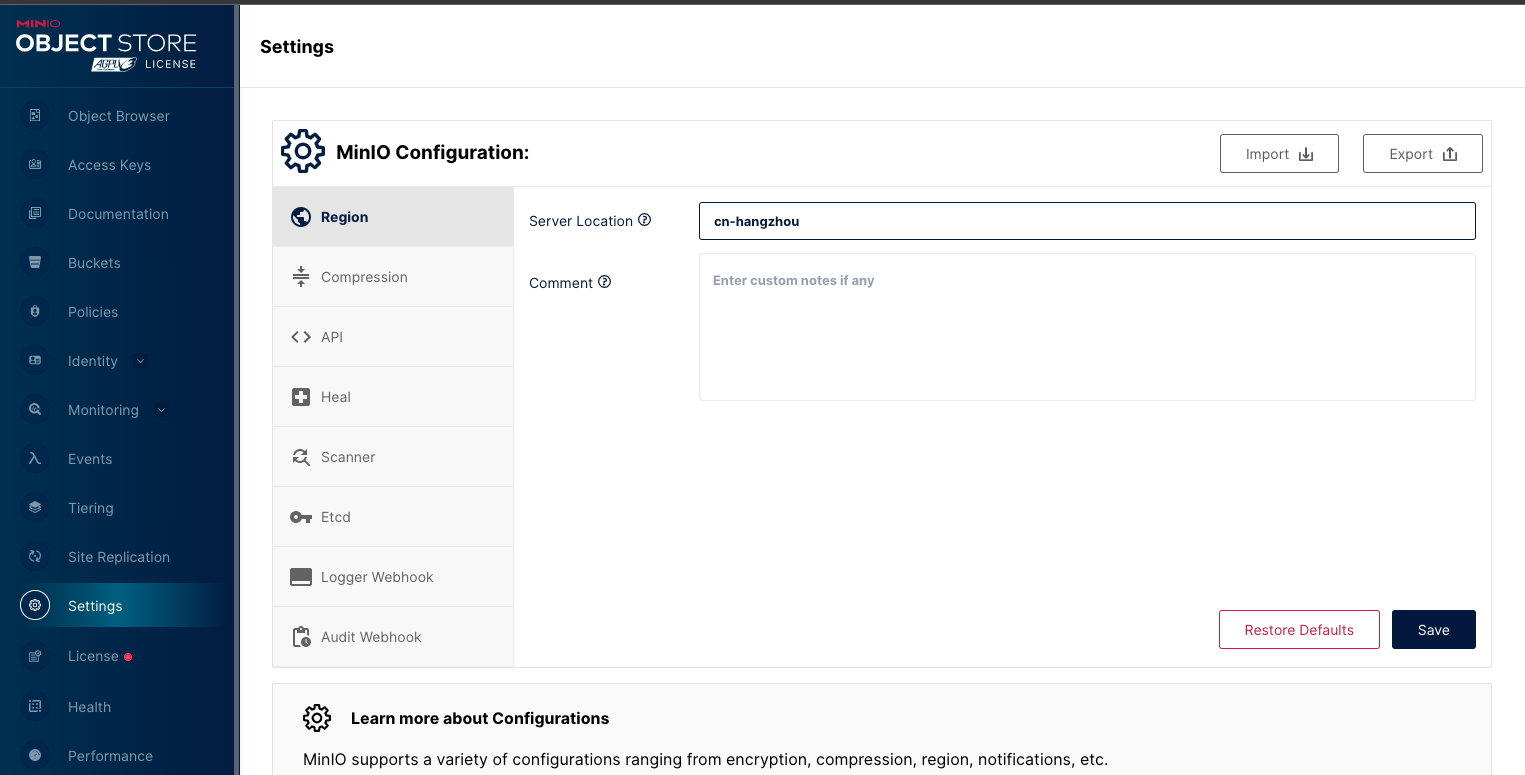 MINIO
OBJECT STORE
AGPL LICENSE
Object Browser
Access Keys
Documentation
Buckets
Policies
Identity
Monitoring
Events
Tiering
Site Replication
Settings
License
Health
Performance
Settings
MinIO Configuration:
Import
Export
Region
Compression
API
Heal
Scanner
Etcd
Logger Webhook
Audit Webhook
Server Location
cn-hangzhou
Comment
Enter custom notes if any
Restore Defaults
Save
Learn more about Configurations
MinIO supports a variety of configurations ranging from encryption, compression, region, notifications, etc.